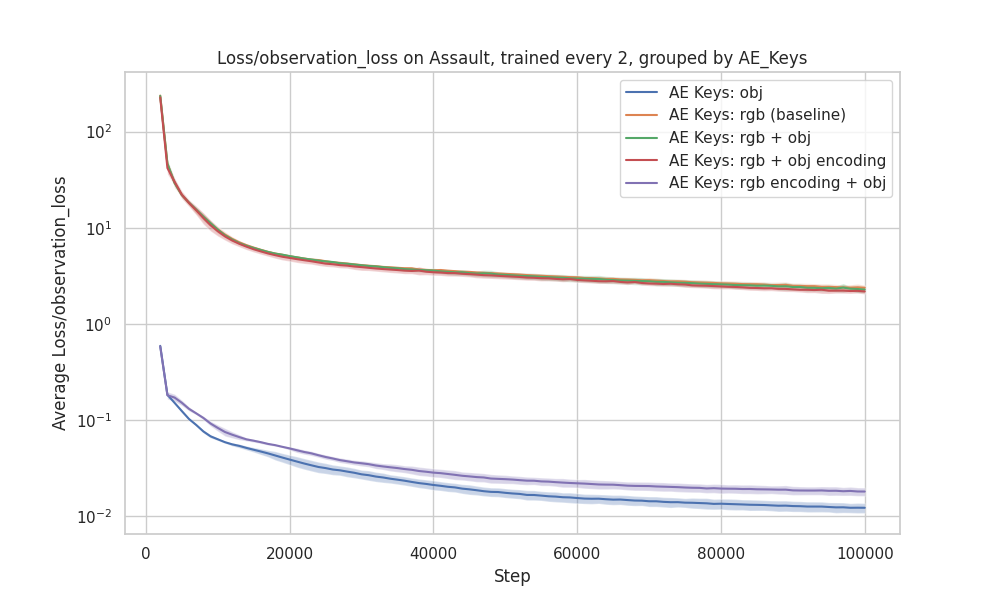 Loss/observation_loss on Assault, trained every 2, grouped by AE_Keys
AE Keys: obj
AE Keys: rgb (baseline)
AE Keys: rgb + obj
AE Keys: rgb + obj encoding
AE Keys: rgb encoding + obj
Average Loss/observation_loss
10²
10¹
10⁰
10⁻¹
10⁻²
0 20000 40000 60000 80000 100000
Step